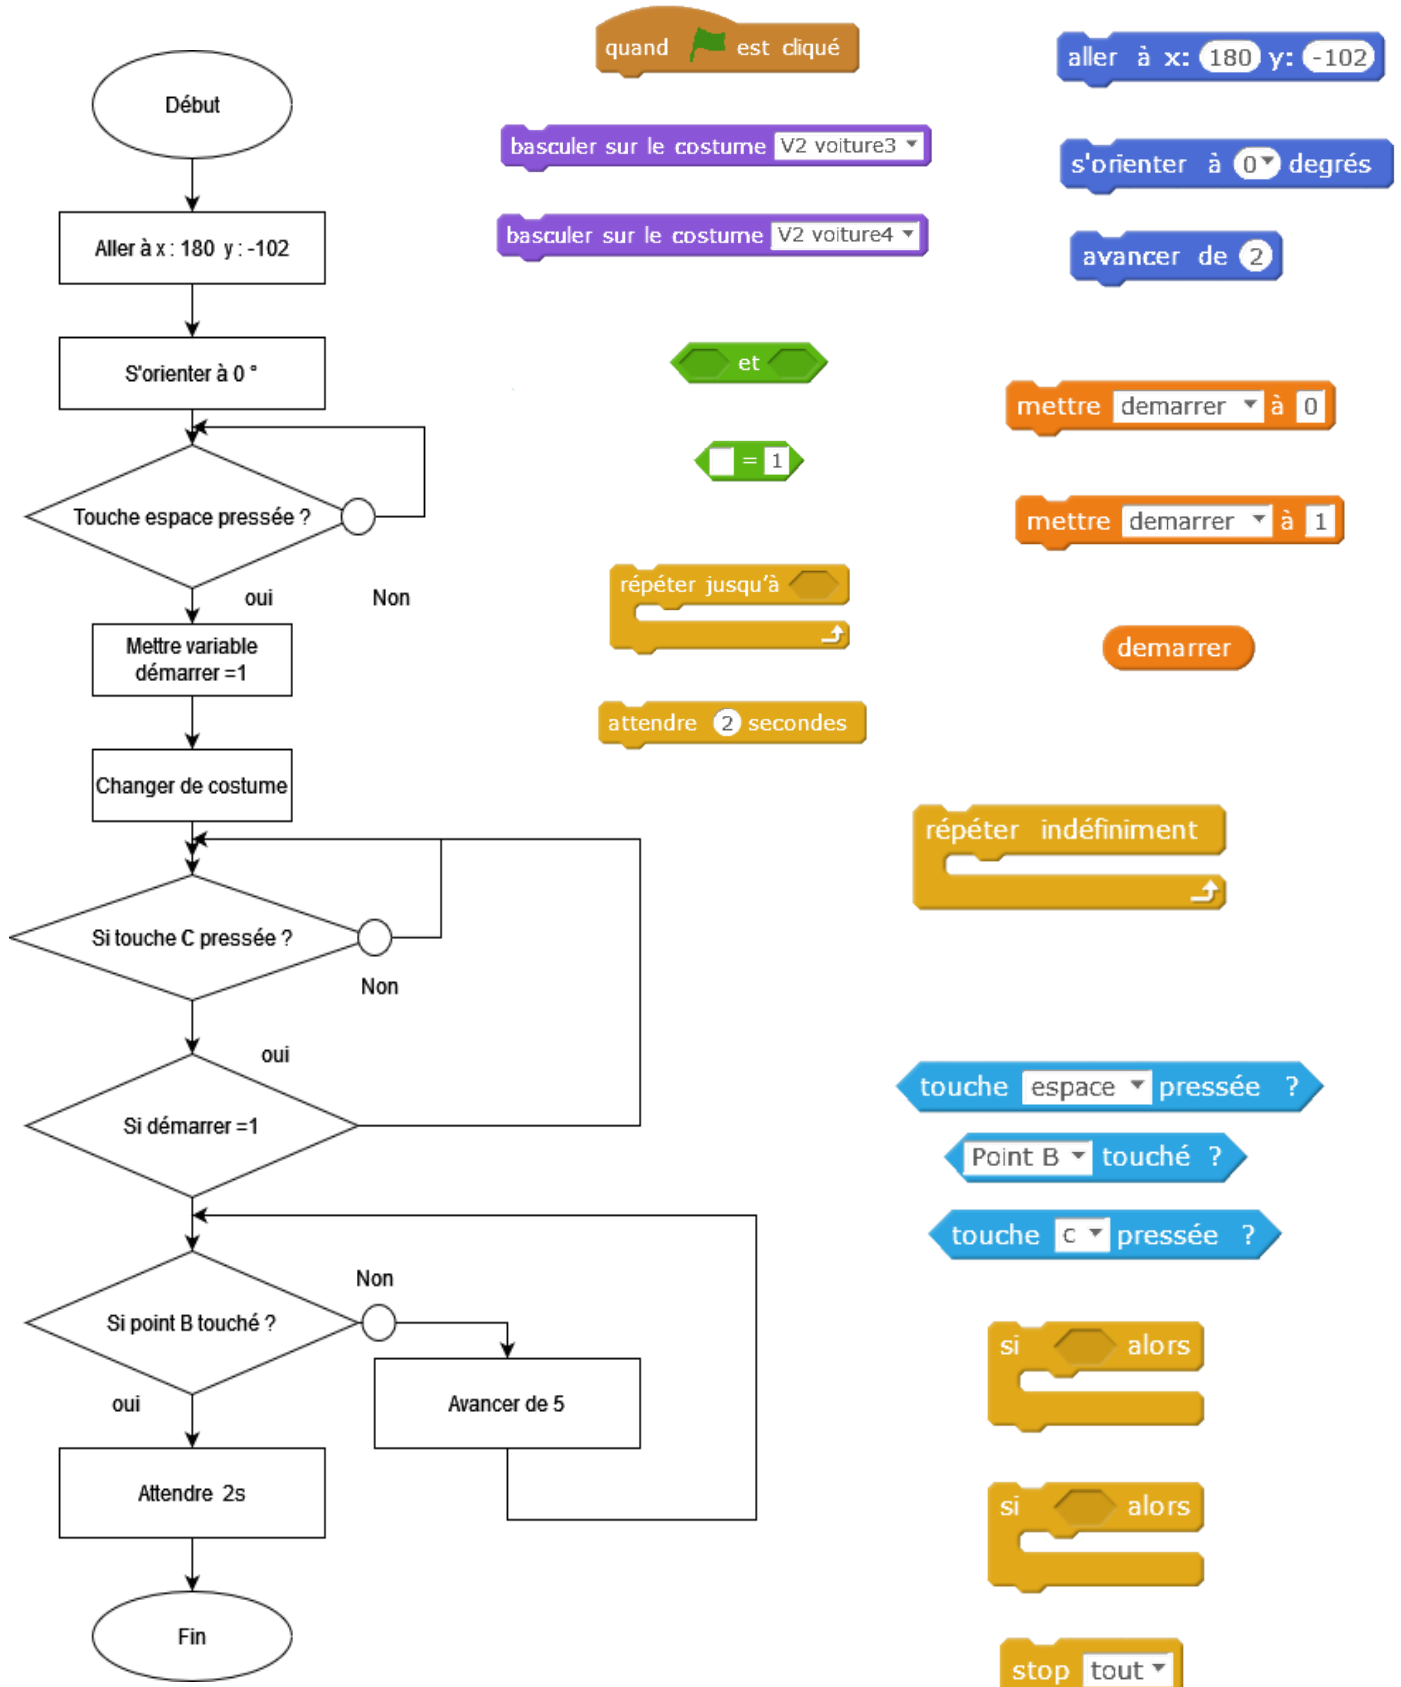 Début
Aller à x : 180 y : -102
S'orienter à 0 °
Touche espace pressée ?
oui
Non
Mettre variable
démarrer =1
Changer de costume
Si touche C pressée ?
Non
oui
Si démarrer =1
Non
Si point B touché ?
oui
Avancer de 5
Attendre 2s
Fin
quand est cliqué
basculer sur le costume V2 voiture3
basculer sur le costume V2 voiture4
et
= 1
répéter jusqu'à
attendre 2 secondes
aller à x: 180 y: -102
s'orienter à 0 degrés
avancer de 2
mettre demarrer à 0
mettre demarrer à 1
demarrer
répéter indéfiniment
touche espace pressée ?
Point B touché ?
touche c pressée ?
si alors
si alors
stop tout